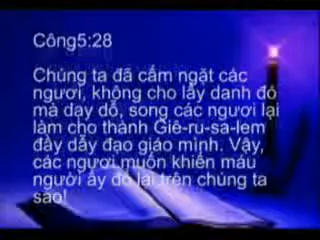 Công5:28
Chúng ta đã cấm ngặt các
ngươi, không cho lấy danh đó
mà dạy dỗ, song các ngươi lại
làm cho thành Giê-ru-sa-lem
đầy dẫy đạo giáo mình. Vậy,
các ngươi muốn khiến máu
người ấy đổ lại trên chúng ta
sao!